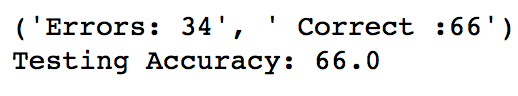 ('Errors: 34', ' Correct :66')
Testing Accuracy: 66.0